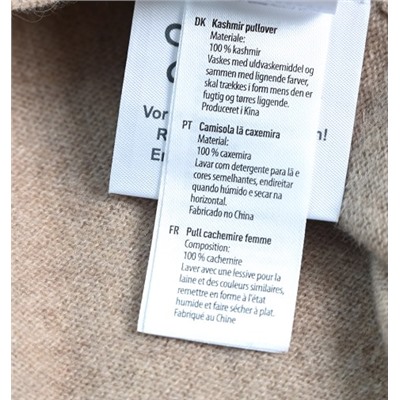 DK Kashmir pullover
Materiale:
100 % kashmir
Vaskes med uldvaskemiddel og
sammen med lignende farver,
skal trækkes i form mens den er
fugtig og tørres liggende.
Produceret i Kina
PT Camisola lã caxemira
Material:
100 % caxemira
Lavar com detergente para lã e
cores semelhantes, endireitar
quando húmido e secar na
horizontal.
Fabricado no China
FR Pull cachemire femme
Composition:
100 % cachemire
Laver avec une lessive pour la
laine et des couleurs similaires,
remettre en forme à l'état
humide et faire sécher à plat.
Fabriqué au Chine